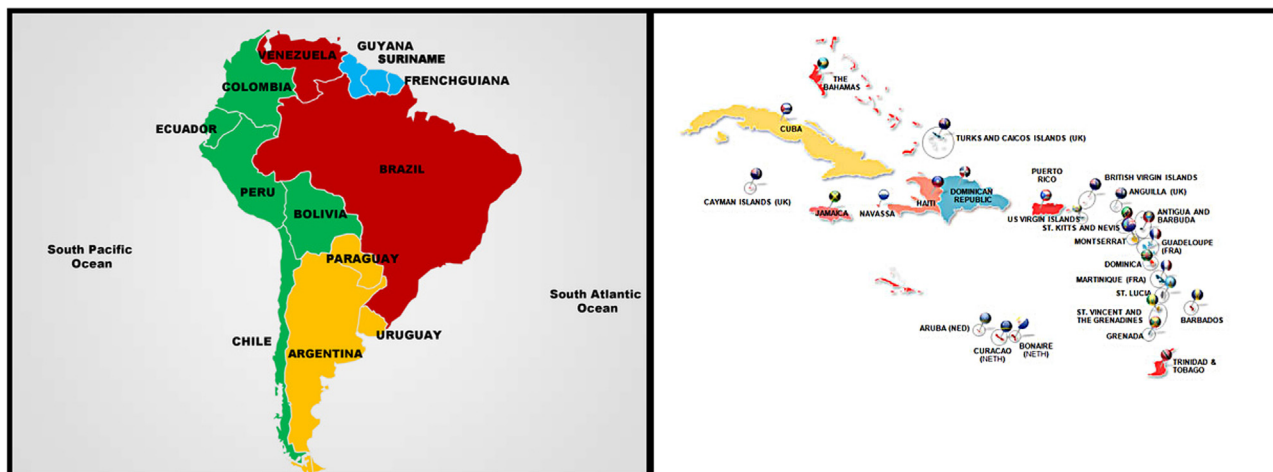 GUYANA
SURINAME
VENEZUELA
FRENCHGUIANA
COLOMBIA
ECUADOR
BRAZIL
PERU
BOLIVIA
South Pacific
Ocean
PARAGUAY
South Atlantic
Ocean
URUGUAY
CHILE
ARGENTINA
THE
BAHAMAS
CUBA
TURKS AND CAICOS ISLANDS (UK)
CAYMAN ISLANDS (UK)
JAMAICA
NAVASSA
HAITI
DOMINICAN
REPUBLIC
PUERTO
RICO
BRITISH VIRGIN ISLANDS
ANGUILLA (UK)
US VIRGIN ISLANDS
ST. KITTS AND NEVIS
ANTIGUA AND
BARBUDA
MONTSERRAT
GUADELOUPE
(FRA)
DOMINICA
MARTINIQUE (FRA)
ST. LUCIA
ST. VINCENT AND
THE GRENADINES
BARBADOS
GRENADA
ARUBA (NED)
CURACAO
(NETH)
BONAIRE
(NETH)
TRINIDAD &
TOBAGO